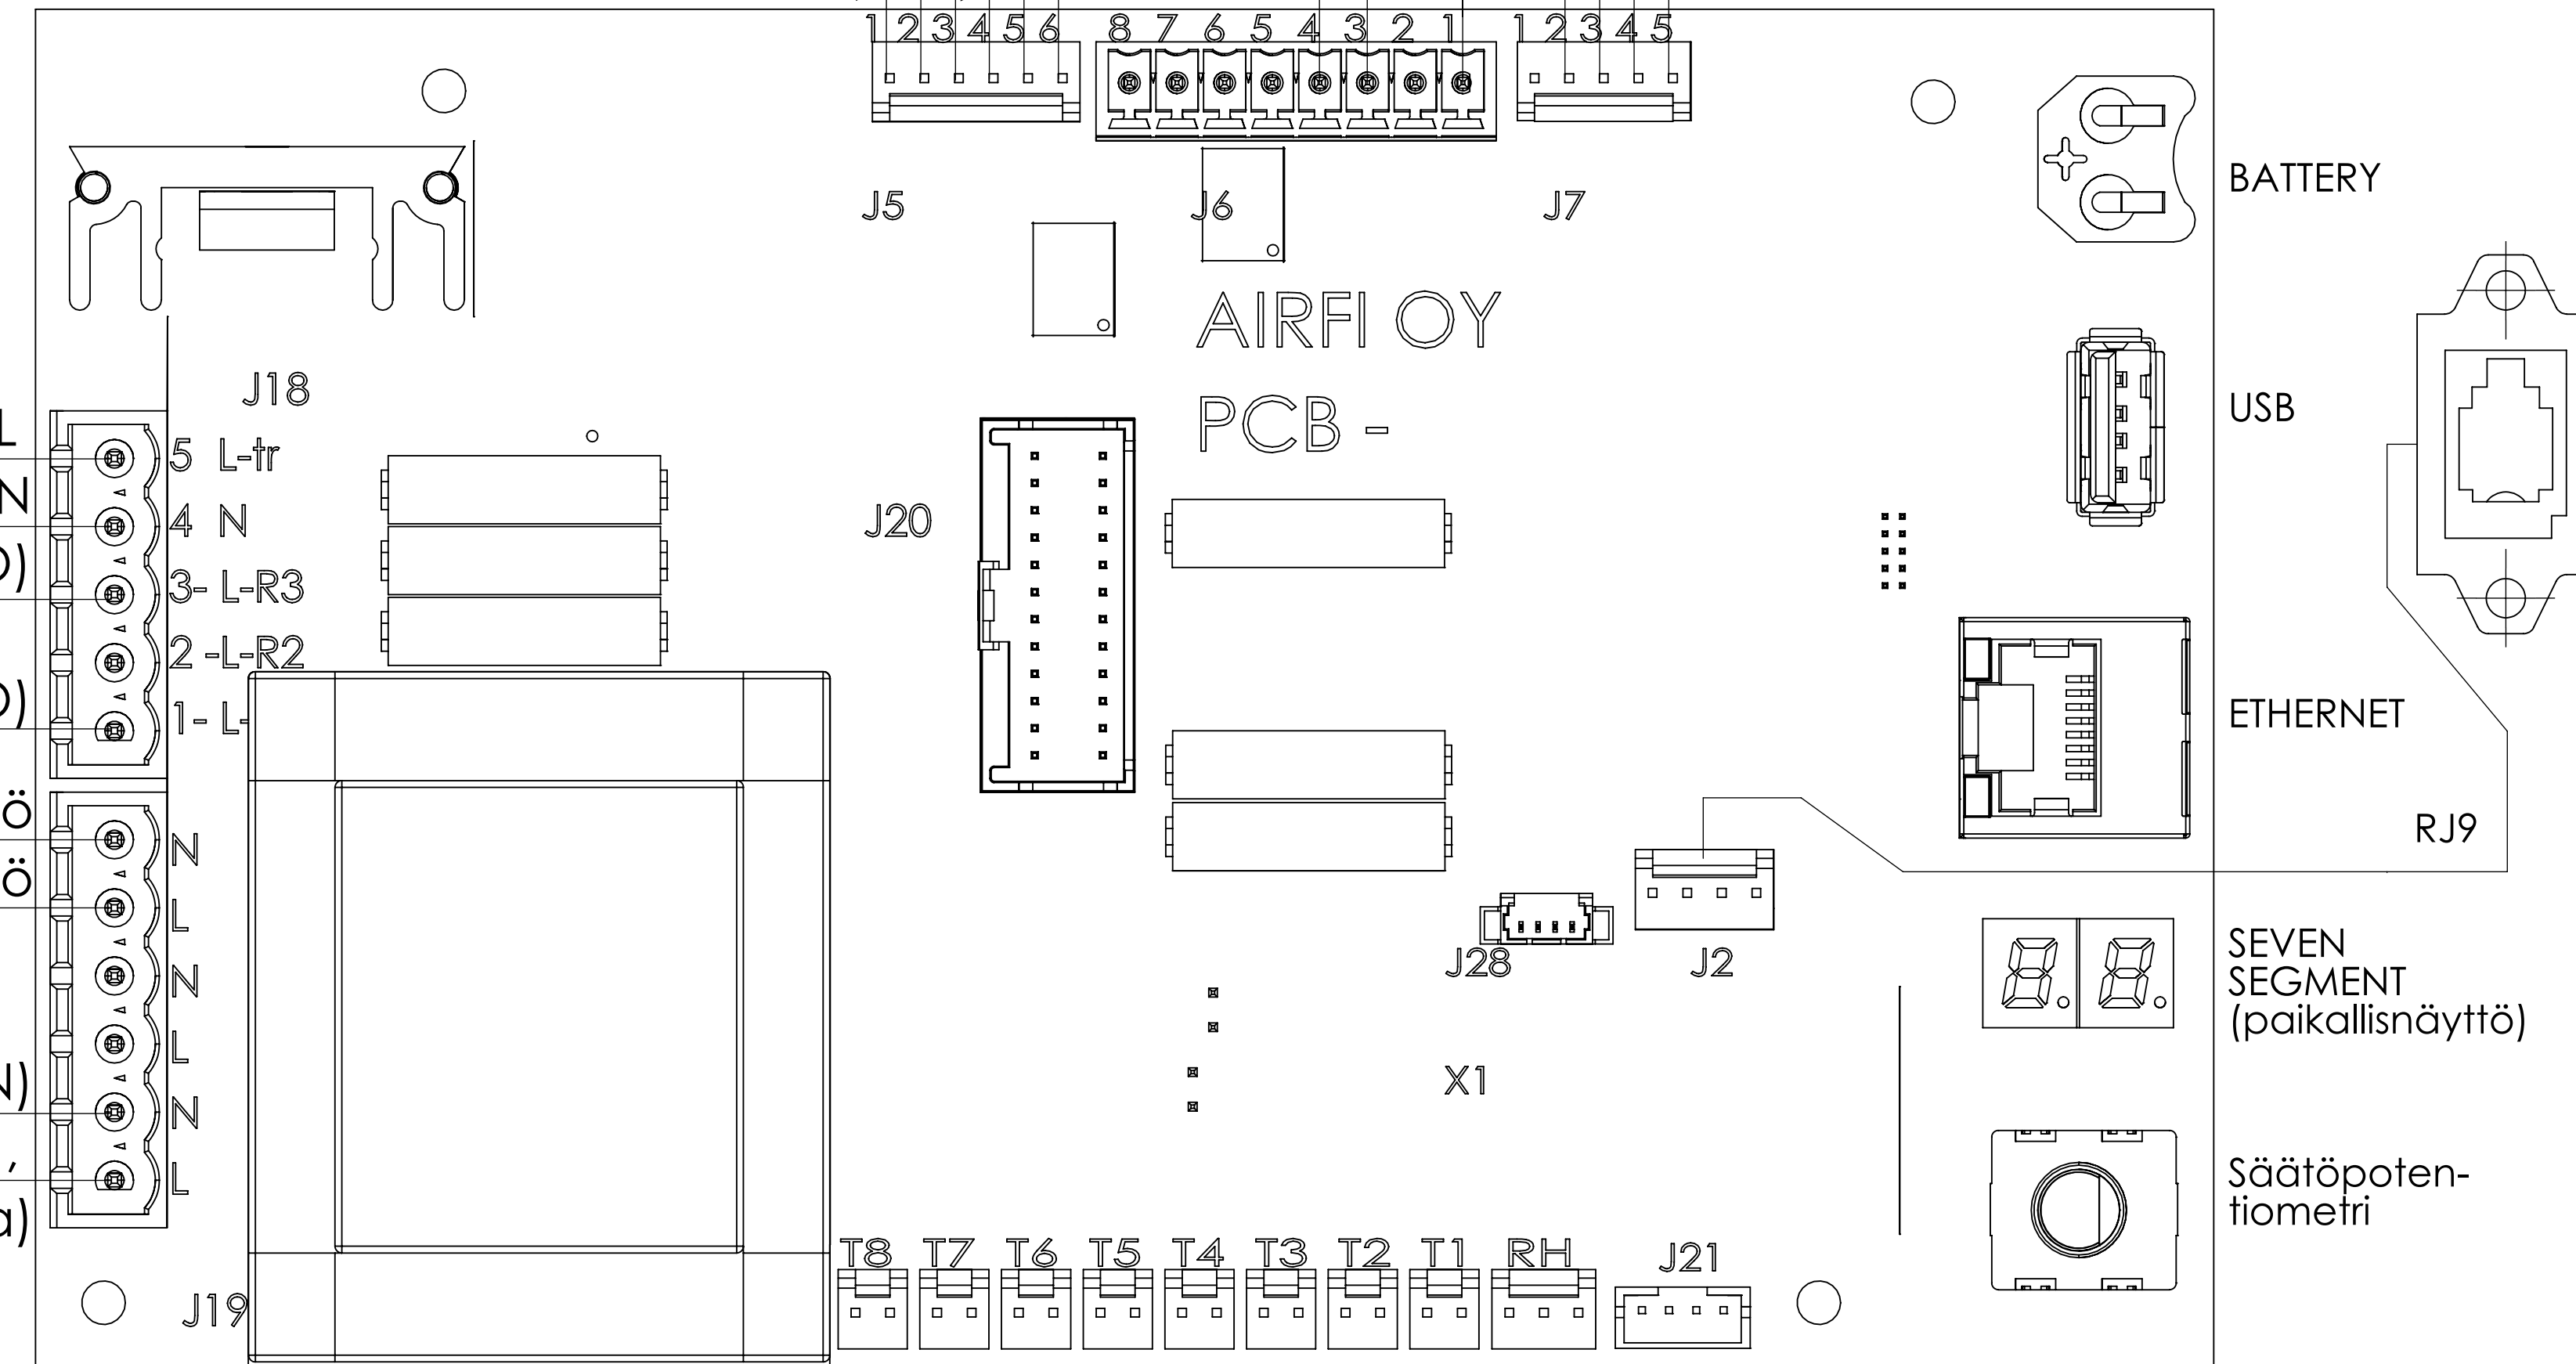 1 2 3 4 5 6
8 7 6 5 4 3 2 1
1 2 3 4 5
J5
J6
J7
BATTERY
AIRFI OY
PCB -
J18
USB
L
5 L-tr
N
4 N
J20
3- L-R3
2 -L-R2
1- L-
ETHERNET
RJ9
N
L
N
L
N
L
J28
J2
SEVEN
SEGMENT
(paikallisnäyttö)
X1
Säätöpoten-
tiometri
T8 T7 T6 T5 T4 T3 T2 T1 RH J21
J19